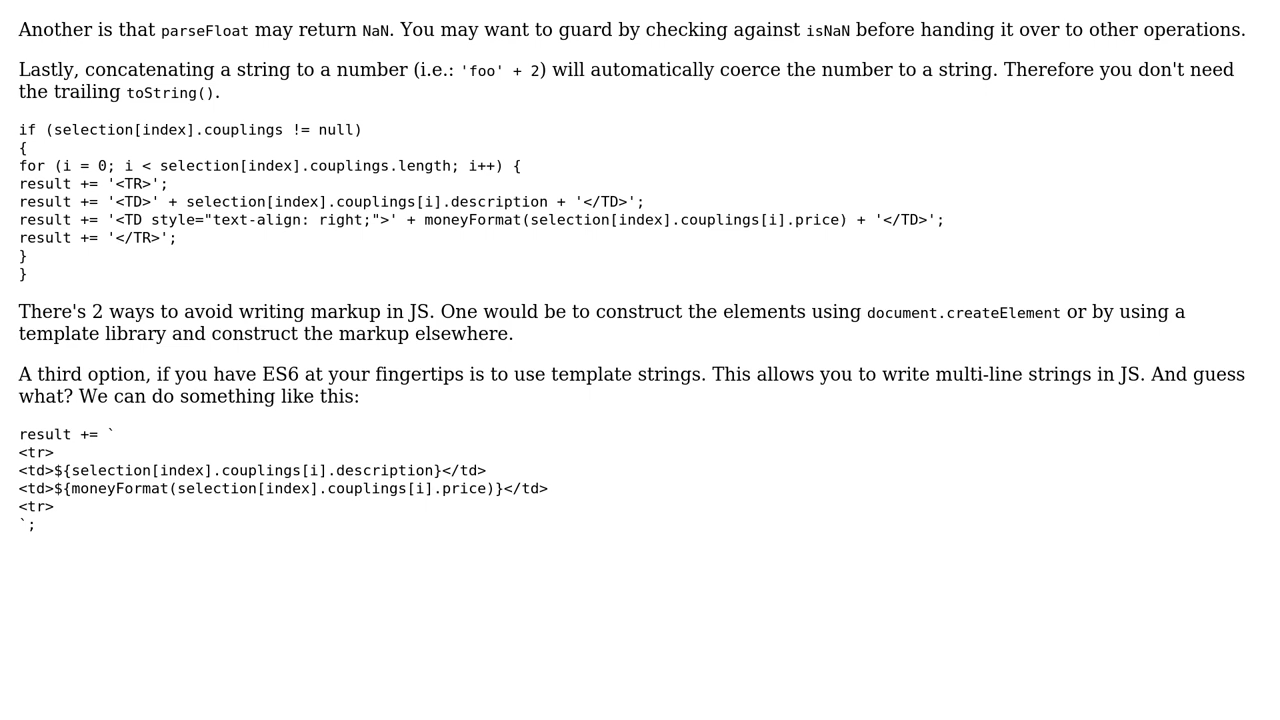 Another is that parseFloat may return NaN. You may want to guard by checking against isNaN before handing it over to other operations.
Lastly, concatenating a string to a number (i.e.: 'foo' + 2) will automatically coerce the number to a string. Therefore you don't need
the trailing toString().
if (selection[index].couplings != null)
{
for (i = 0; i < selection[index].couplings.length; i++) {
result += '<TR>';
result += '<TD>' + selection[index].couplings[i].description + '</TD>';
result += '<TD style="text-align: right;">' + moneyFormat(selection[index].couplings[i].price) + '</TD>';
result += '</TR>';
}
}
There's 2 ways to avoid writing markup in JS. One would be to construct the elements using document.createElement or by using a
template library and construct the markup elsewhere.
A third option, if you have ES6 at your fingertips is to use template strings. This allows you to write multi-line strings in JS. And guess
what? We can do something like this:
result += `
<tr>
<td>${selection[index].couplings[i].description}</td>
<td>${moneyFormat(selection[index].couplings[i].price)}</td>
<tr>
`;